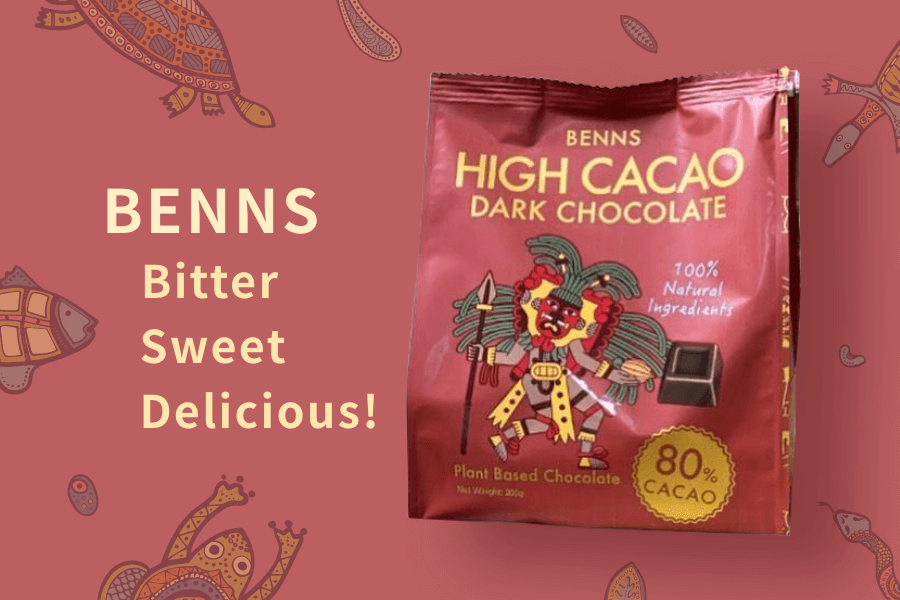 BENNS
Bitter
Sweet
Delicious!
BENNS
HIGH CACAO
DARK CHOCOLATE
100%
Natural
Ingredients
80%
CACAO
Plant Based Chocolate
Net Weight: 200g